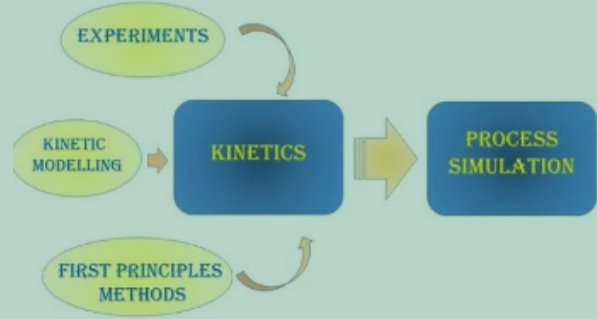 EXPERIMENTS
KINETIC
MODELLING
KINETICS
PROCESS
SIMULATION
FIRST PRINCIPLES
METHODS